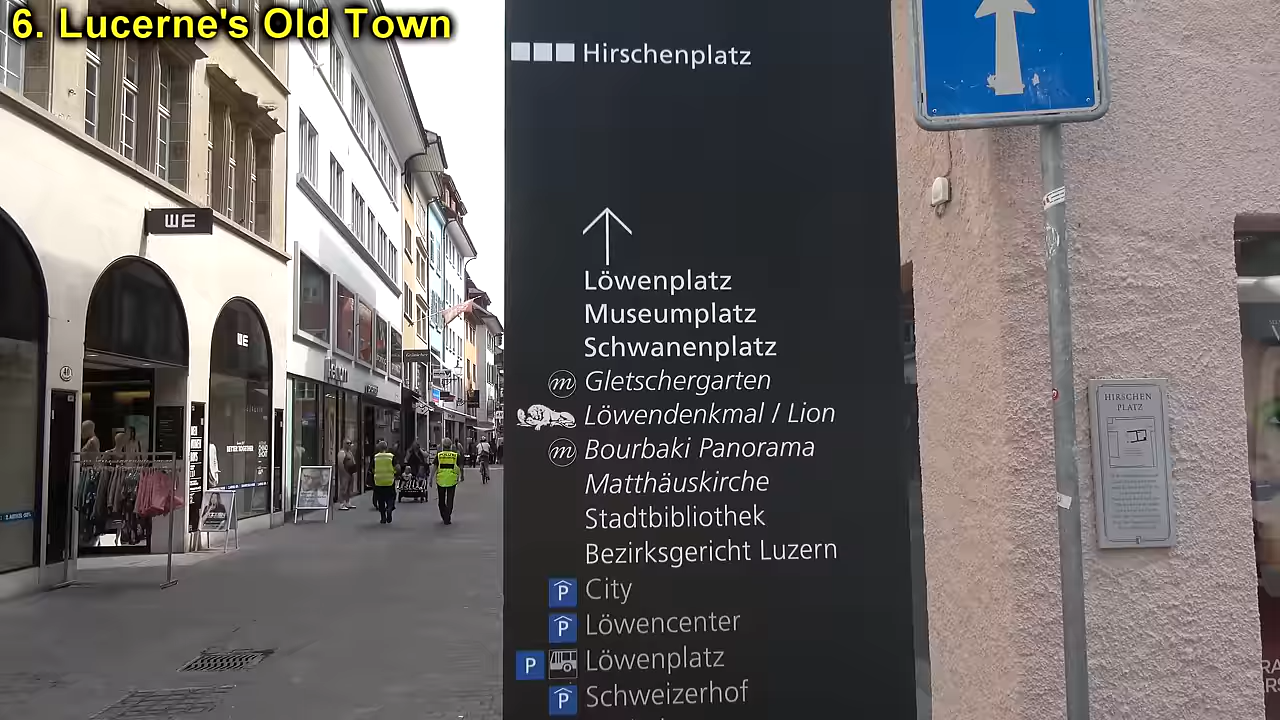 6. Lucerne's Old Town
Hirschenplatz
Löwenplatz
Museumplatz
Schwanenplatz
m Gletschergarten
Löwendenkmal / Lion
m Bourbaki Panorama
Matthäuskirche
Stadtbibliothek
Bezirksgericht Luzern
P City
P Löwencenter
P Löwenplatz
P Schweizerhof
WE
WE
HIRSCHEN
PLATZ